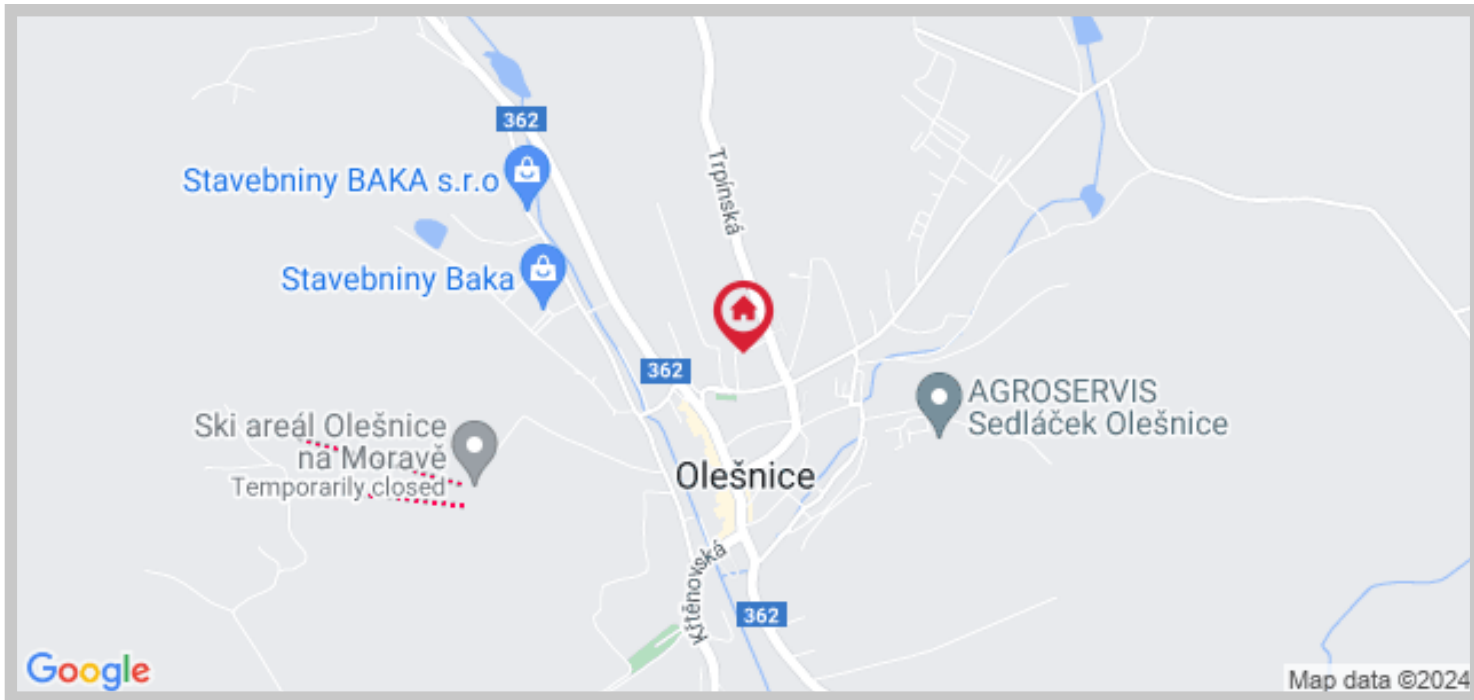 362
Stavebniny BAKA s.r.o
Trpínská
Stavebniny Baka
362
AGROSERVIS
Sedláček Olešnice
Ski areál Olešnice
na Moravě
Temporarily closed
Olešnice
Křtěnovská
362
Google
Map data ©2024